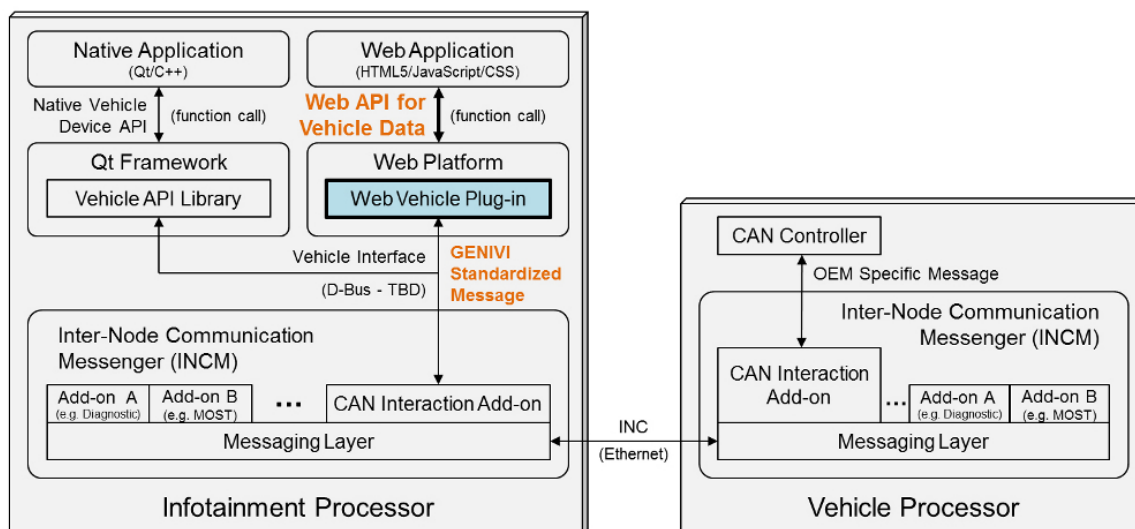 Native Application
(Qt/C++)
Web Application
(HTML5/JavaScript/CSS)
Native Vehicle
Device API
(function call)
Web API for
Vehicle Data
(function call)
Qt Framework
Vehicle API Library
Web Platform
Web Vehicle Plug-in
Vehicle Interface
(D-Bus - TBD)
GENIVI
Standardized
Message
Inter-Node Communication
Messenger (INCM)
Add-on A
(e.g. Diagnostic)
Add-on B
(e.g. MOST)
...
CAN Interaction Add-on
Messaging Layer
Infotainment Processor
INC
(Ethernet)
CAN Controller
OEM Specific Message
Inter-Node Communication
Messenger (INCM)
CAN Interaction
Add-on
...
Add-on A
(e.g. Diagnostic)
Add-on B
(e.g. MOST)
Messaging Layer
Vehicle Processor